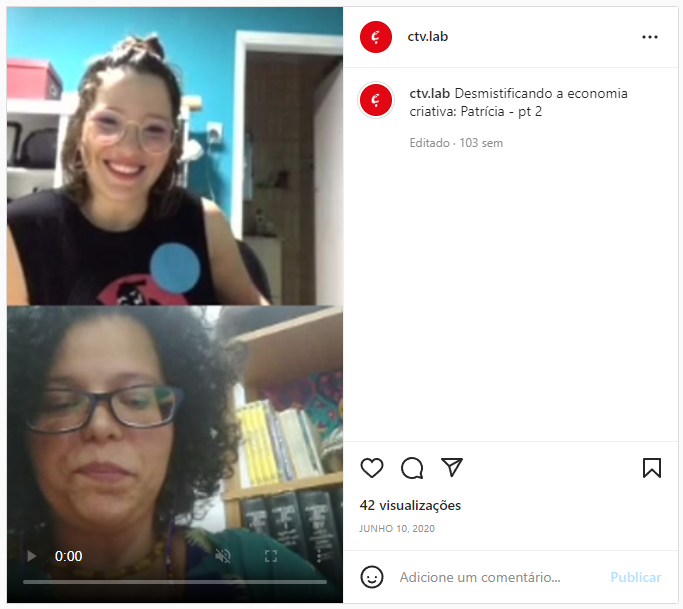 ctv.lab
ctv.lab Desmistificando a economia
criativa: Patrícia - pt 2
Editado · 103 sem
0:00
42 visualizações
JUNHO 10, 2020
Adicione um comentário... Publicar